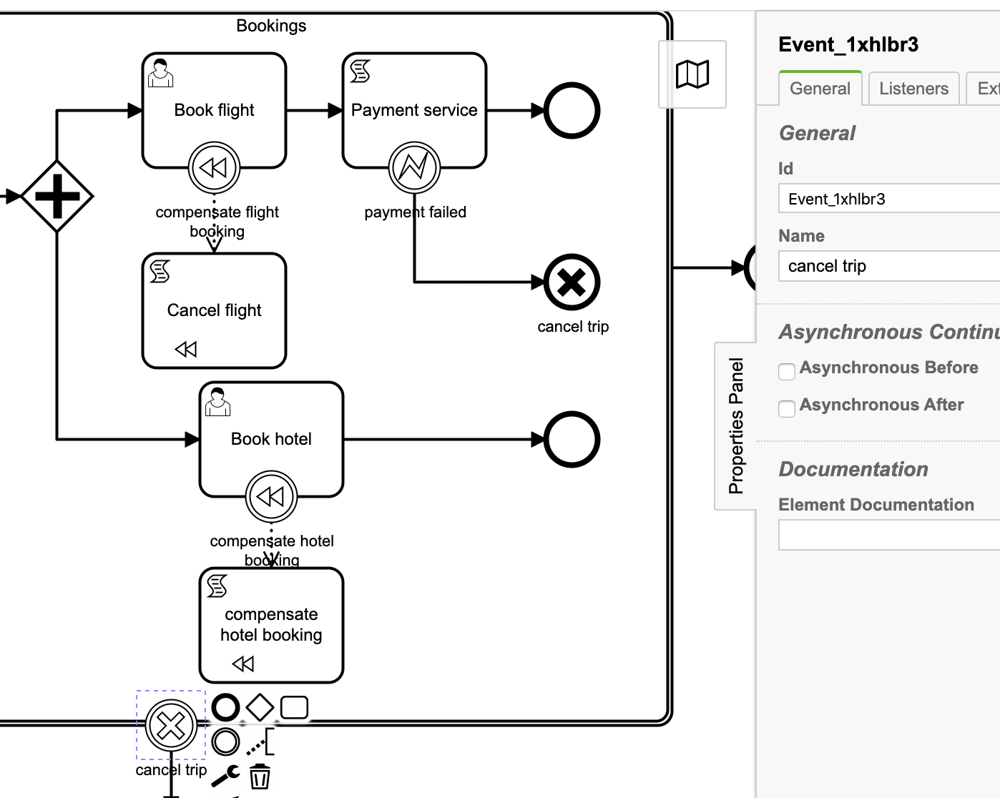 Bookings
Book flight
Payment service
compensate flight
booking
payment failed
Cancel flight
cancel trip
Book hotel
compensate hotel
booking
compensate
hotel booking
cancel trip
Properties Panel
Event_1xhlbr3
General
Listeners
Ext
General
Id
Event_1xhlbr3
Name
cancel trip
Asynchronous Continu
Asynchronous Before
Asynchronous After
Documentation
Element Documentation